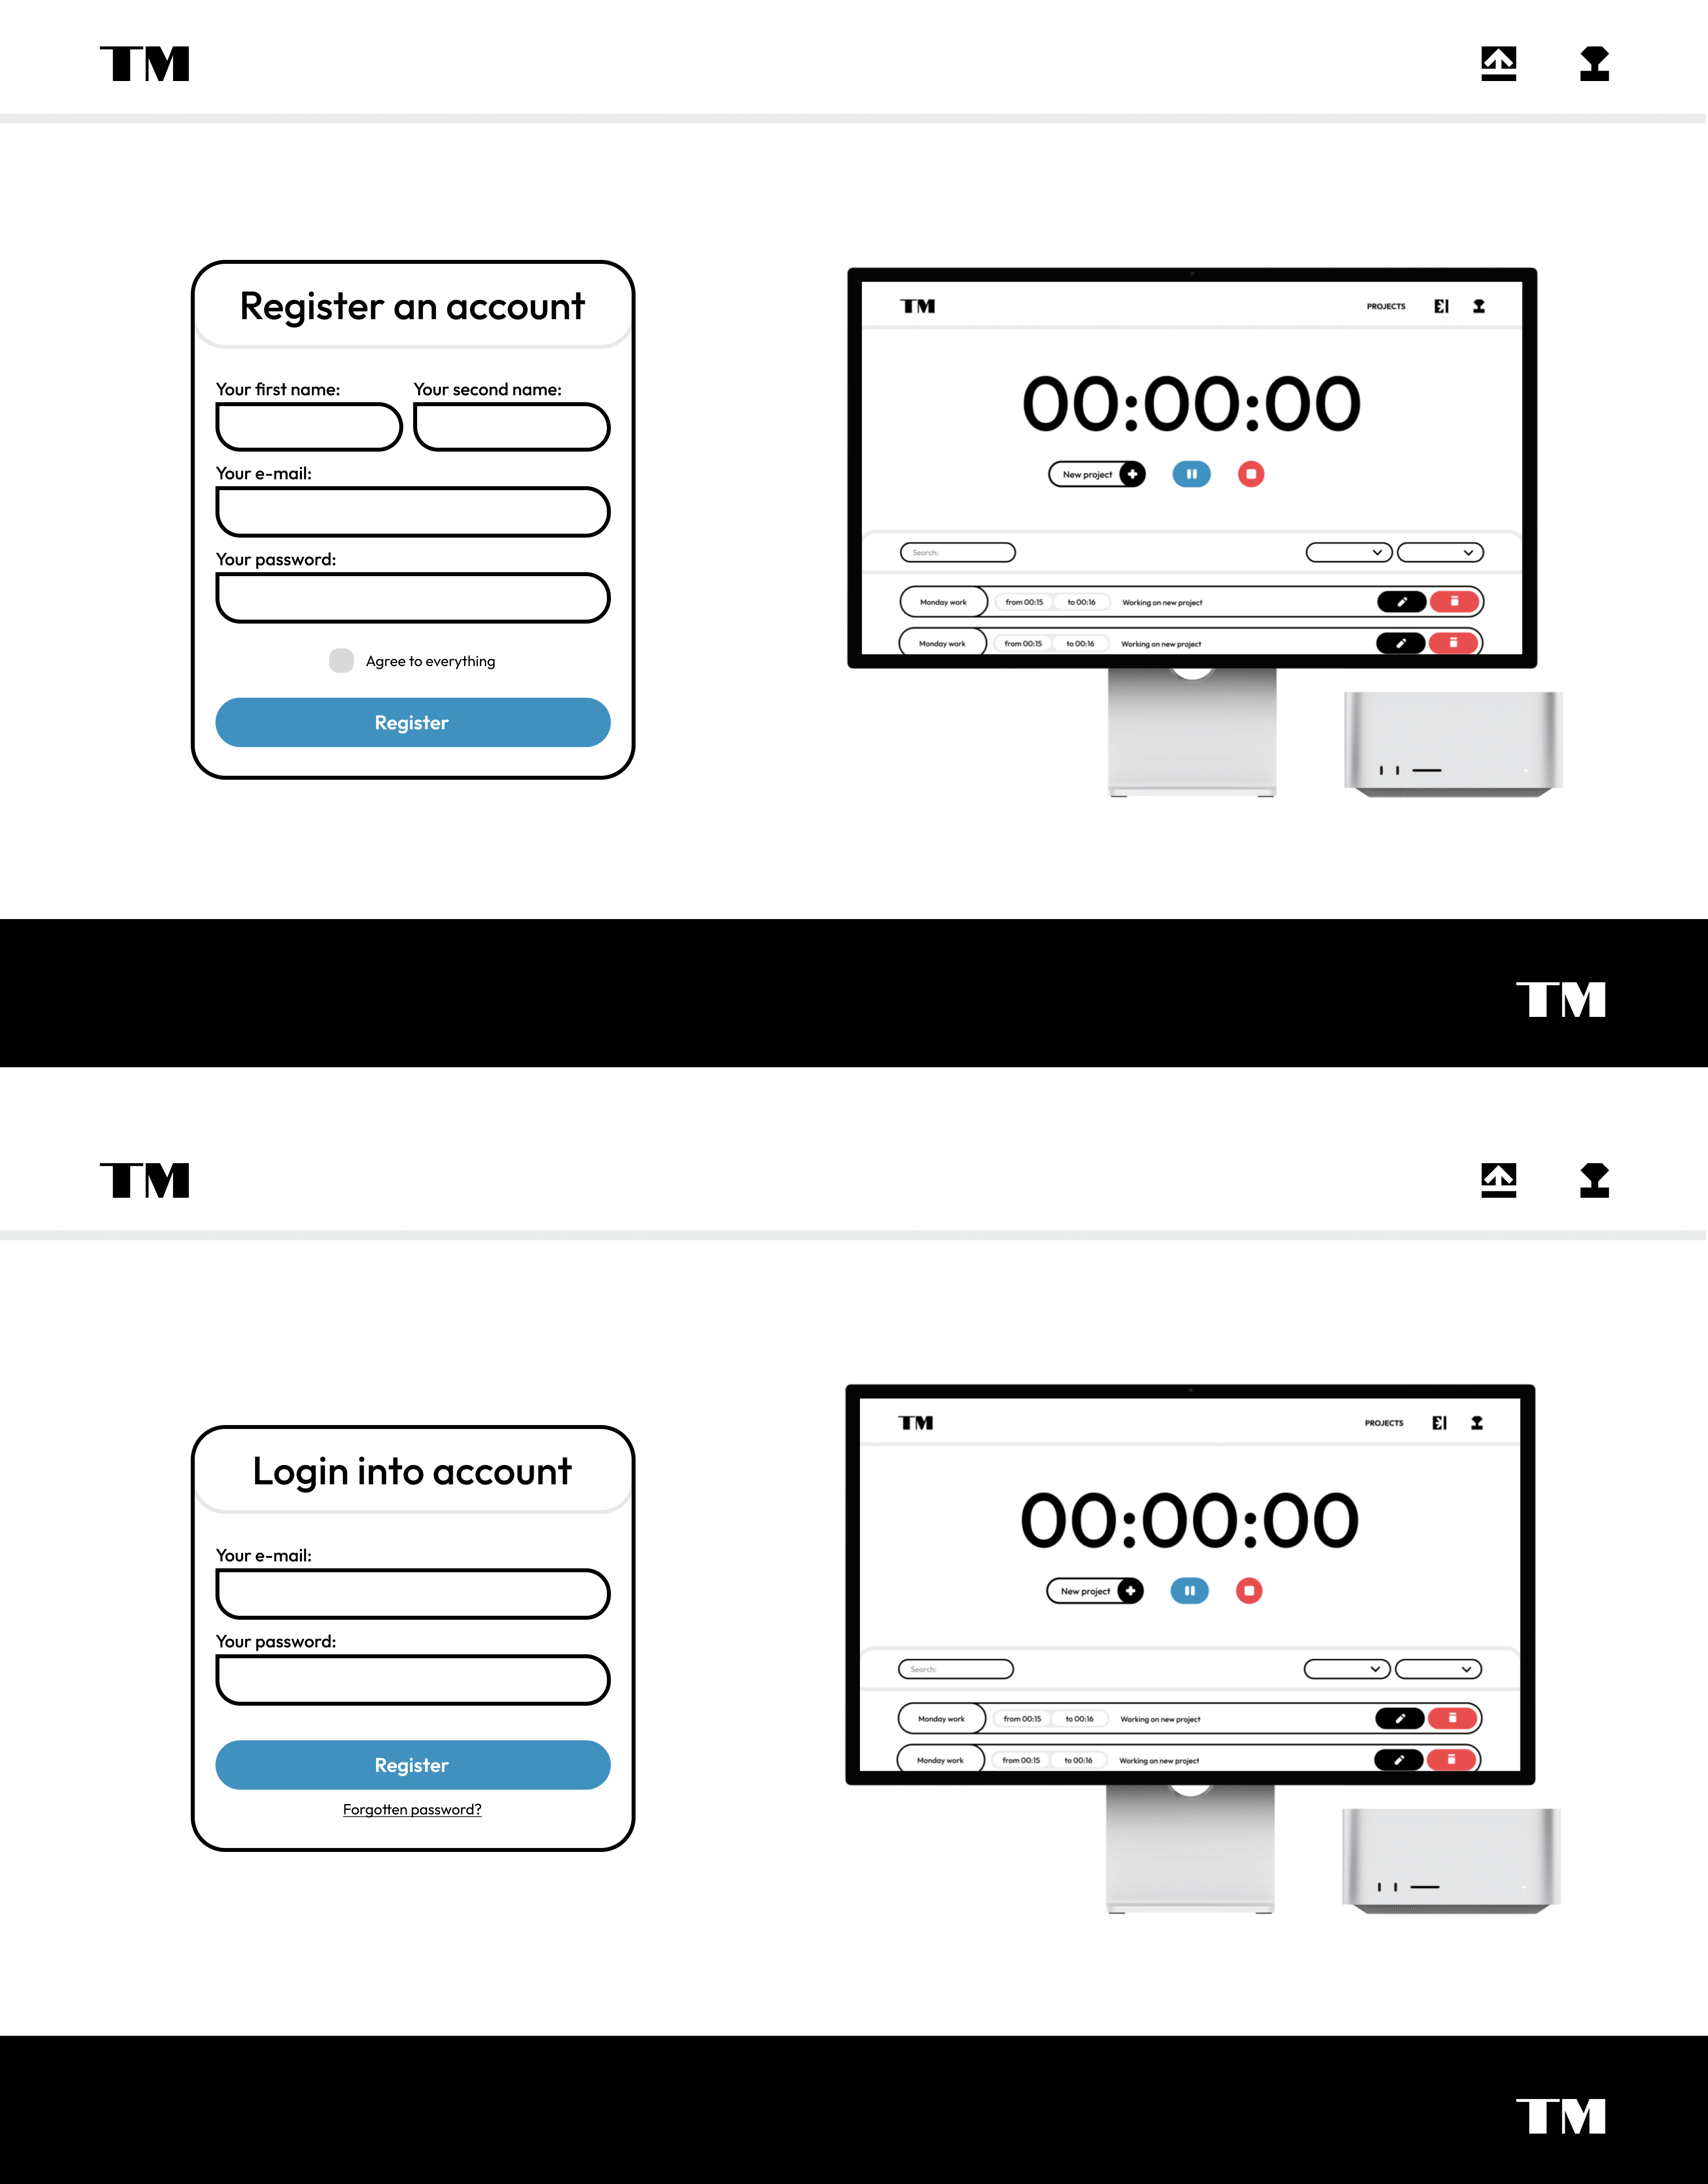 TM
Register an account
Your first name: Your second name:
Your e-mail:
Your password:
Agree to everything
Register
TM PROJECTS
00:00:00
New project
Search:
Monday work from 00:15 to 00:16 Working on new project
Monday work from 00:15 to 00:16 Working on new project
TM
TM
Login into account
Your e-mail:
Your password:
Register
Forgotten password?
TM PROJECTS
00:00:00
New project
Search:
Monday work from 00:15 to 00:16 Working on new project
Monday work from 00:15 to 00:16 Working on new project
TM